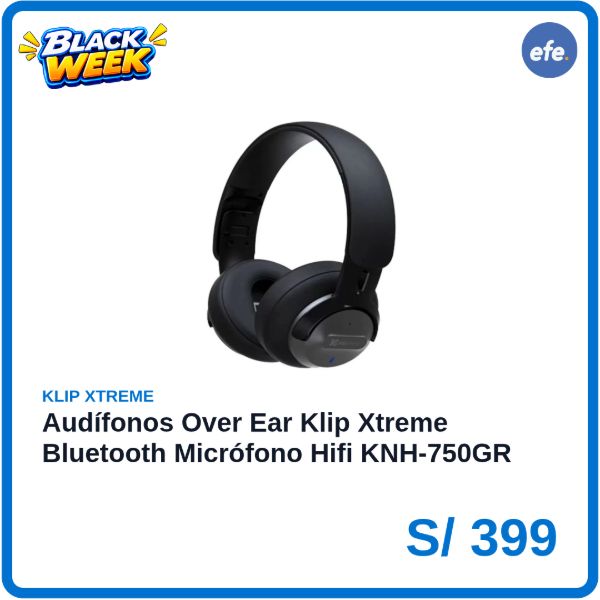 BLACK
WEEK
efe.
KLIP XTREME
Audífonos Over Ear Klip Xtreme
Bluetooth Micrófono Hifi KNH-750GR
S/ 399